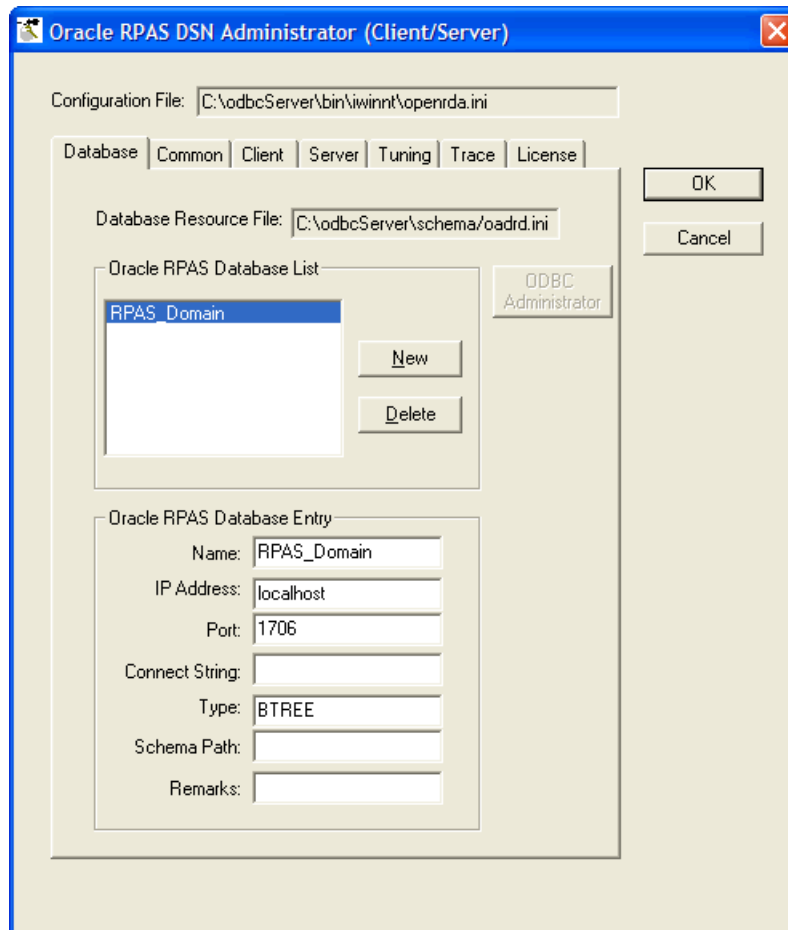 Oracle RPAS DSN Administrator (Client/Server)
Configuration File: C:\odbcServer\bin\iwinnt\openrda.ini
Database Common Client Server Tuning Trace License
OK
Cancel
Database Resource File: C:\odbcServer\schema/oadrd.ini
Oracle RPAS Database List
ODBC
Administrator
RPAS_Domain
New
Delete
Oracle RPAS Database Entry
Name: RPAS_Domain
IP Address: localhost
Port: 1706
Connect String:
Type: BTREE
Schema Path:
Remarks: